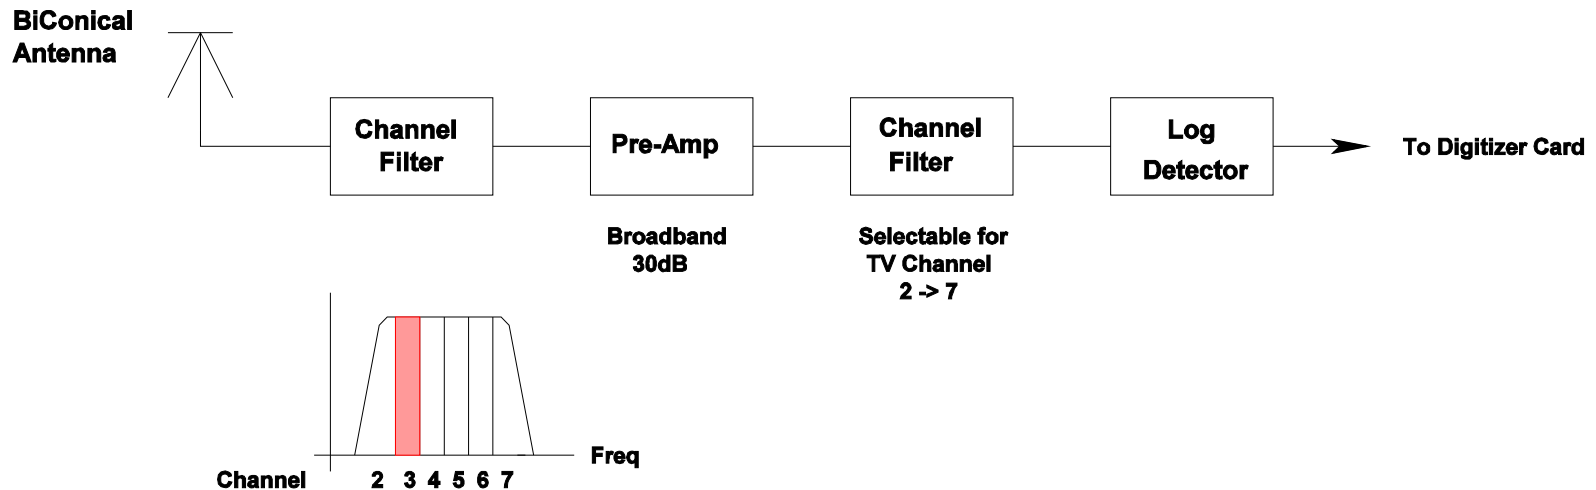 BiConical
Antenna
Channel
Filter
Pre-Amp
Channel
Filter
Log
Detector
To Digitizer Card
Broadband
30dB
Selectable for
TV Channel
2 -> 7
Freq
Channel 2 3 4 5 6 7